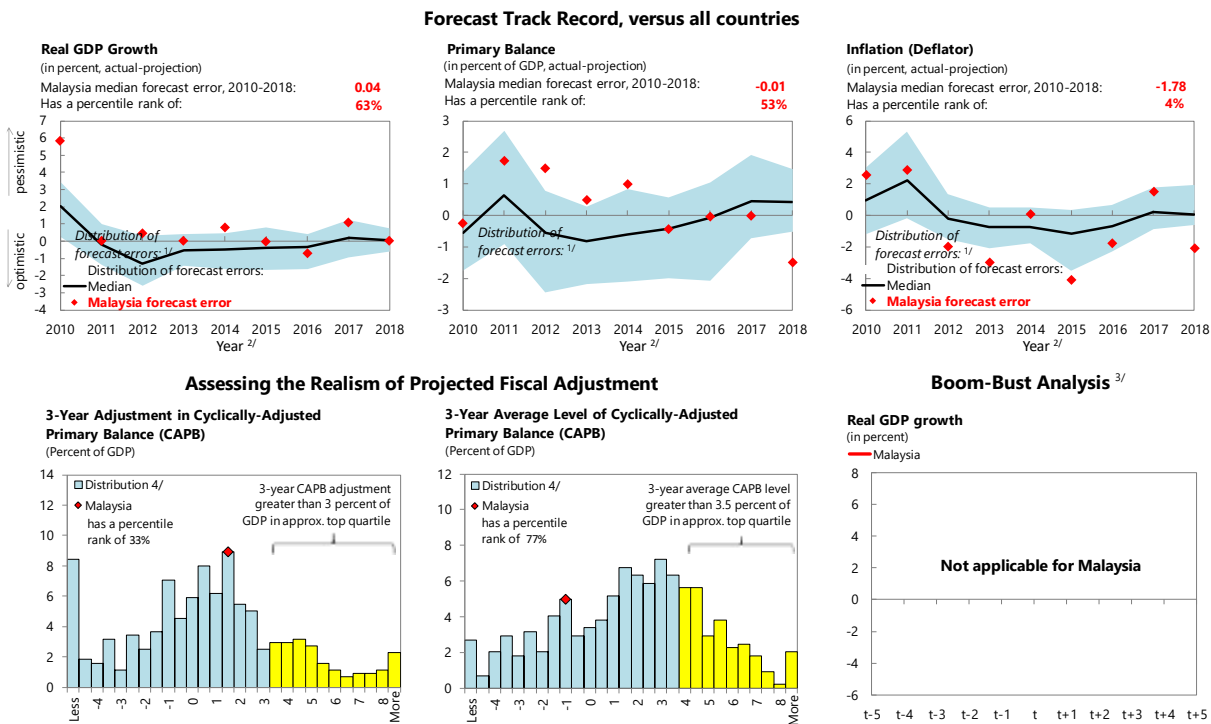 Forecast Track Record, versus all countries
Real GDP Growth
(in percent, actual-projection)
Malaysia median forecast error, 2010-2018: 0.04
Has a percentile rank of: 63%
pessimistic
optimistic
7
6
5
4
3
2
1
0
-1
-2
-3
-4
Distribution of
forecast errors: 1/
Distribution of forecast errors:
Median
Malaysia forecast error
2010 2011 2012 2013 2014 2015 2016 2017 2018
Year 2/
Primary Balance
(in percent of GDP, actual-projection)
Malaysia median forecast error, 2010-2018: -0.01
Has a percentile rank of: 53%
3
2
1
0
-1
-2
-3
Distribution of
forecast errors: 1/
2010 2011 2012 2013 2014 2015 2016 2017 2018
Year 2/
Inflation (Deflator)
(in percent, actual-projection)
Malaysia median forecast error, 2010-2018: -1.78
Has a percentile rank of: 4%
6
4
2
0
-2
-4
-6
Distribution of
forecast errors: 1/
Distribution of forecast errors:
Median
Malaysia forecast error
2010 2011 2012 2013 2014 2015 2016 2017 2018
Year 2/
Assessing the Realism of Projected Fiscal Adjustment
3-Year Adjustment in Cyclically-Adjusted
Primary Balance (CAPB)
(Percent of GDP)
14
12
10
8
6
4
2
0
Distribution 4/
Malaysia
has a percentile
rank of 33%
3-year CAPB adjustment
greater than 3 percent of
GDP in approx. top quartile
Less -4 -3 -2 -1 0 1 2 3 4 5 6 7 8 More
3-Year Average Level of Cyclically-Adjusted
Primary Balance (CAPB)
(Percent of GDP)
12
10
8
6
4
2
0
Distribution 4/
Malaysia
has a percentile
rank of 77%
3-year average CAPB level
greater than 3.5 percent of
GDP in approx. top quartile
Less -4 -3 -2 -1 0 1 2 3 4 5 6 7 8 More
Boom-Bust Analysis 3/
Real GDP growth
(in percent)
Malaysia
8
6
4
2
0
-2
-4
-6
Not applicable for Malaysia
t-5 t-4 t-3 t-2 t-1 t t+1 t+2 t+3 t+4 t+5